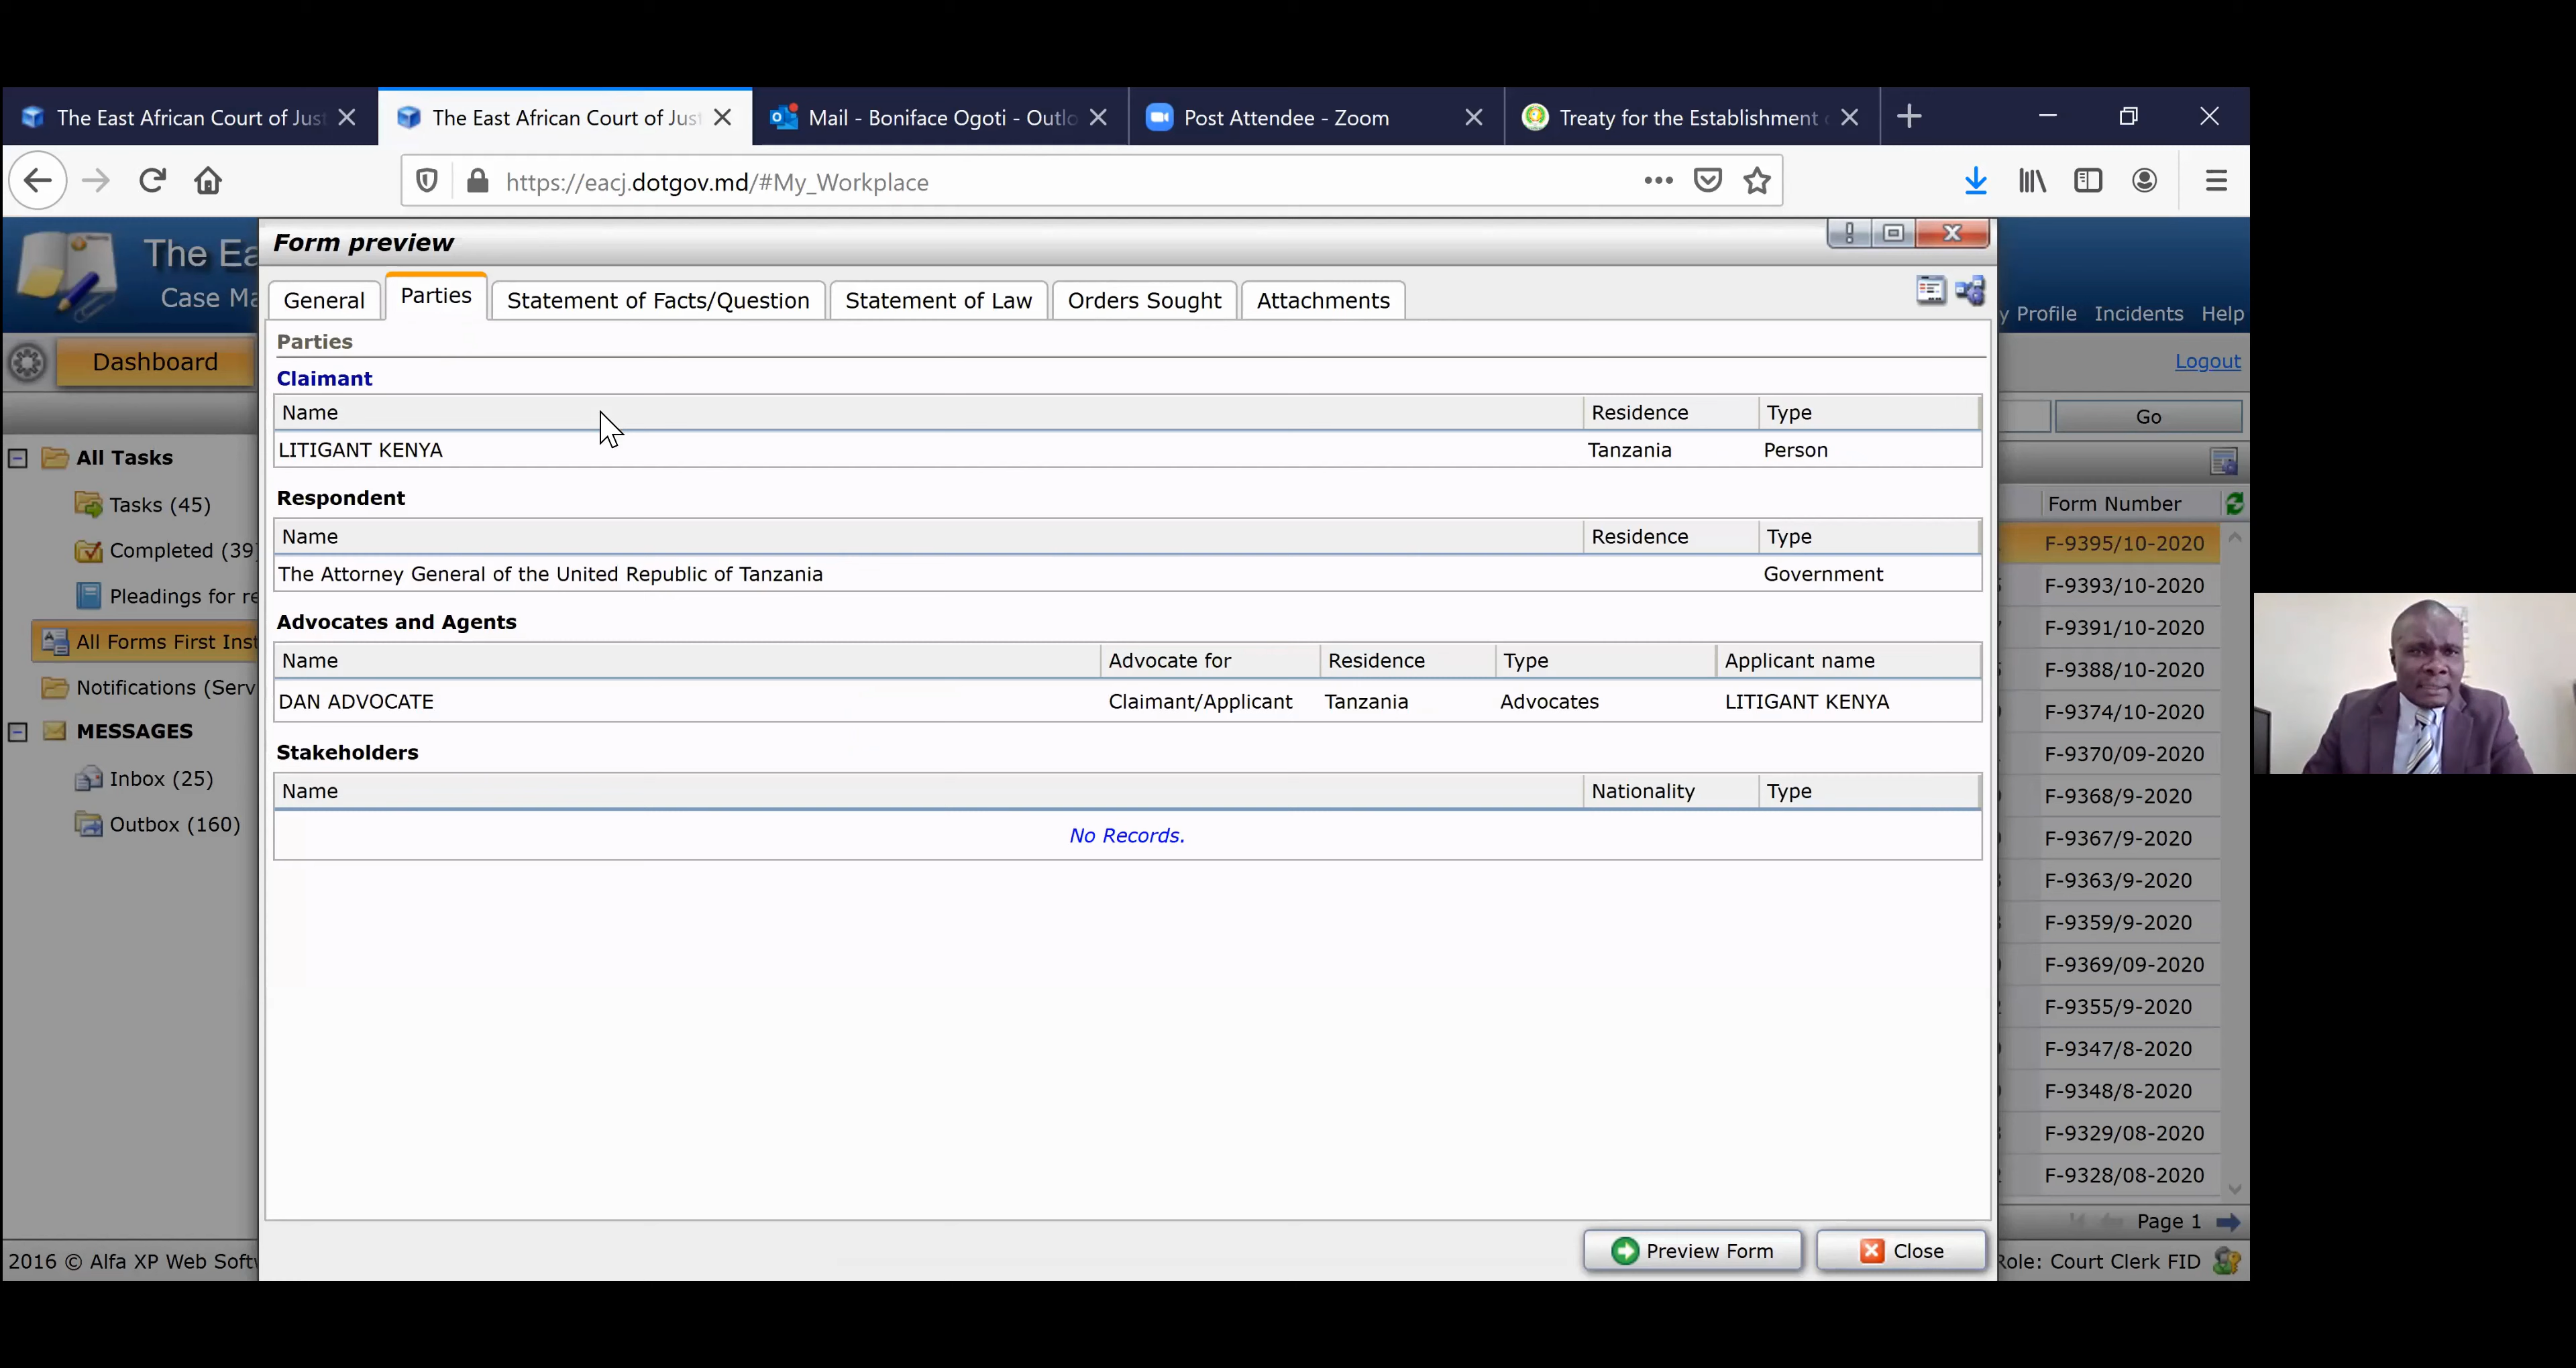 The East African Court of Just
The East African Court of Just
Mail - Boniface Ogoti - Outlo
Post Attendee - Zoom
Treaty for the Establishment
https://eacj.dotgov.md/#My_Workplace
The Ea
Case Ma
y Profile Incidents Help
Dashboard
Logout
Go
All Tasks
Tasks (45)
Completed (39)
Pleadings for re
All Forms First Inst
Notifications (Serv
MESSAGES
Inbox (25)
Outbox (160)
Form preview
General
Parties
Statement of Facts/Question
Statement of Law
Orders Sought
Attachments
Parties
Claimant
Name Residence Type
LITIGANT KENYA Tanzania Person
Respondent
Name Residence Type
The Attorney General of the United Republic of Tanzania Government
Advocates and Agents
Name Advocate for Residence Type Applicant name
DAN ADVOCATE Claimant/Applicant Tanzania Advocates LITIGANT KENYA
Stakeholders
Name Nationality Type
No Records.
Preview Form
Close
Form Number
F-9395/10-2020
F-9393/10-2020
F-9391/10-2020
F-9388/10-2020
F-9374/10-2020
F-9370/09-2020
F-9368/9-2020
F-9367/9-2020
F-9363/9-2020
F-9359/9-2020
F-9369/09-2020
F-9355/9-2020
F-9347/8-2020
F-9348/8-2020
F-9329/08-2020
F-9328/08-2020
Page 1
2016 © Alfa XP Web Softw
Role: Court Clerk FID